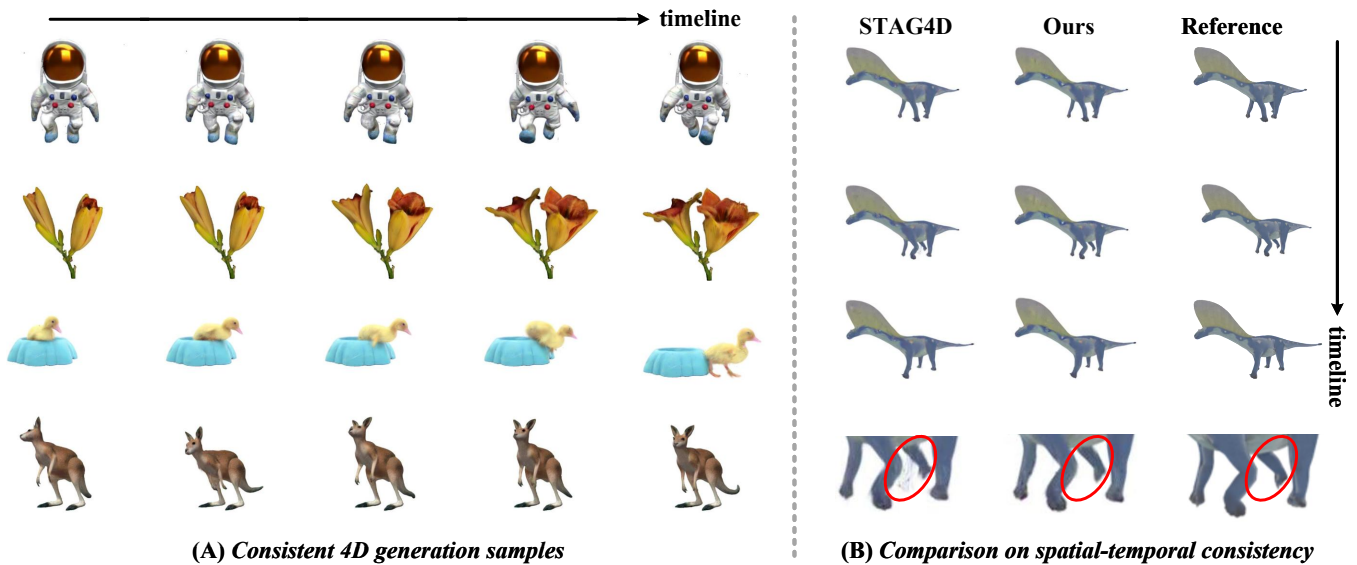 timeline
STAG4D Ours Reference
timeline
(A) Consistent 4D generation samples
(B) Comparison on spatial-temporal consistency